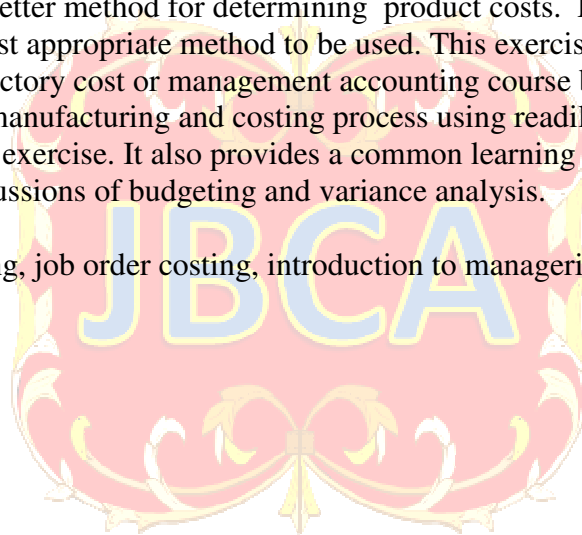 etter method for determining product costs.
st appropriate method to be used. This exercis
ctory cost or management accounting course b
nanufacturing and costing process using readil
exercise. It also provides a common learning
ussions of budgeting and variance analysis.
ng, job order costing, introduction to manageri
JBCA